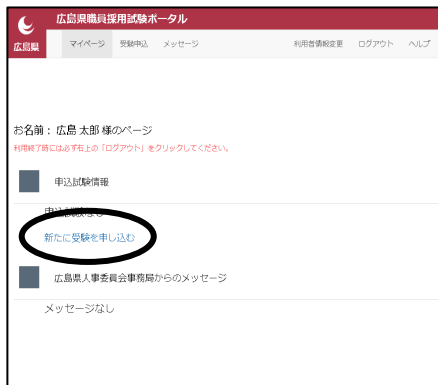 広島県職員採用試験ポータル
広島県
マイページ 受験申込 メッセージ 利用者情報変更 ログアウト ヘルプ
お名前： 広島 太郎 様のページ
利用終了時には必ず右上の「ログアウト」をクリックしてください。
申込試験情報
申込試験なし
新たに受験を申し込む
広島県人事委員会事務局からのメッセージ
メッセージなし